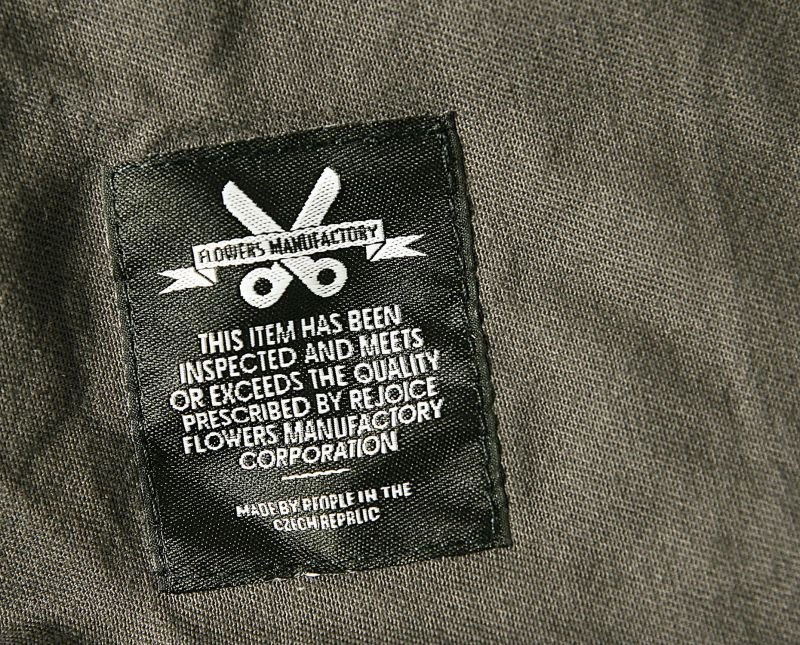 FLOWERS MANUFACTORY
THIS ITEM HAS BEEN
INSPECTED AND MEETS
OR EXCEEDS THE QUALITY
PRESCRIBED BY REJOICE
FLOWERS MANUFACTORY
CORPORATION
MADE BY PEOPLE IN THE
CZECH REPRLIC